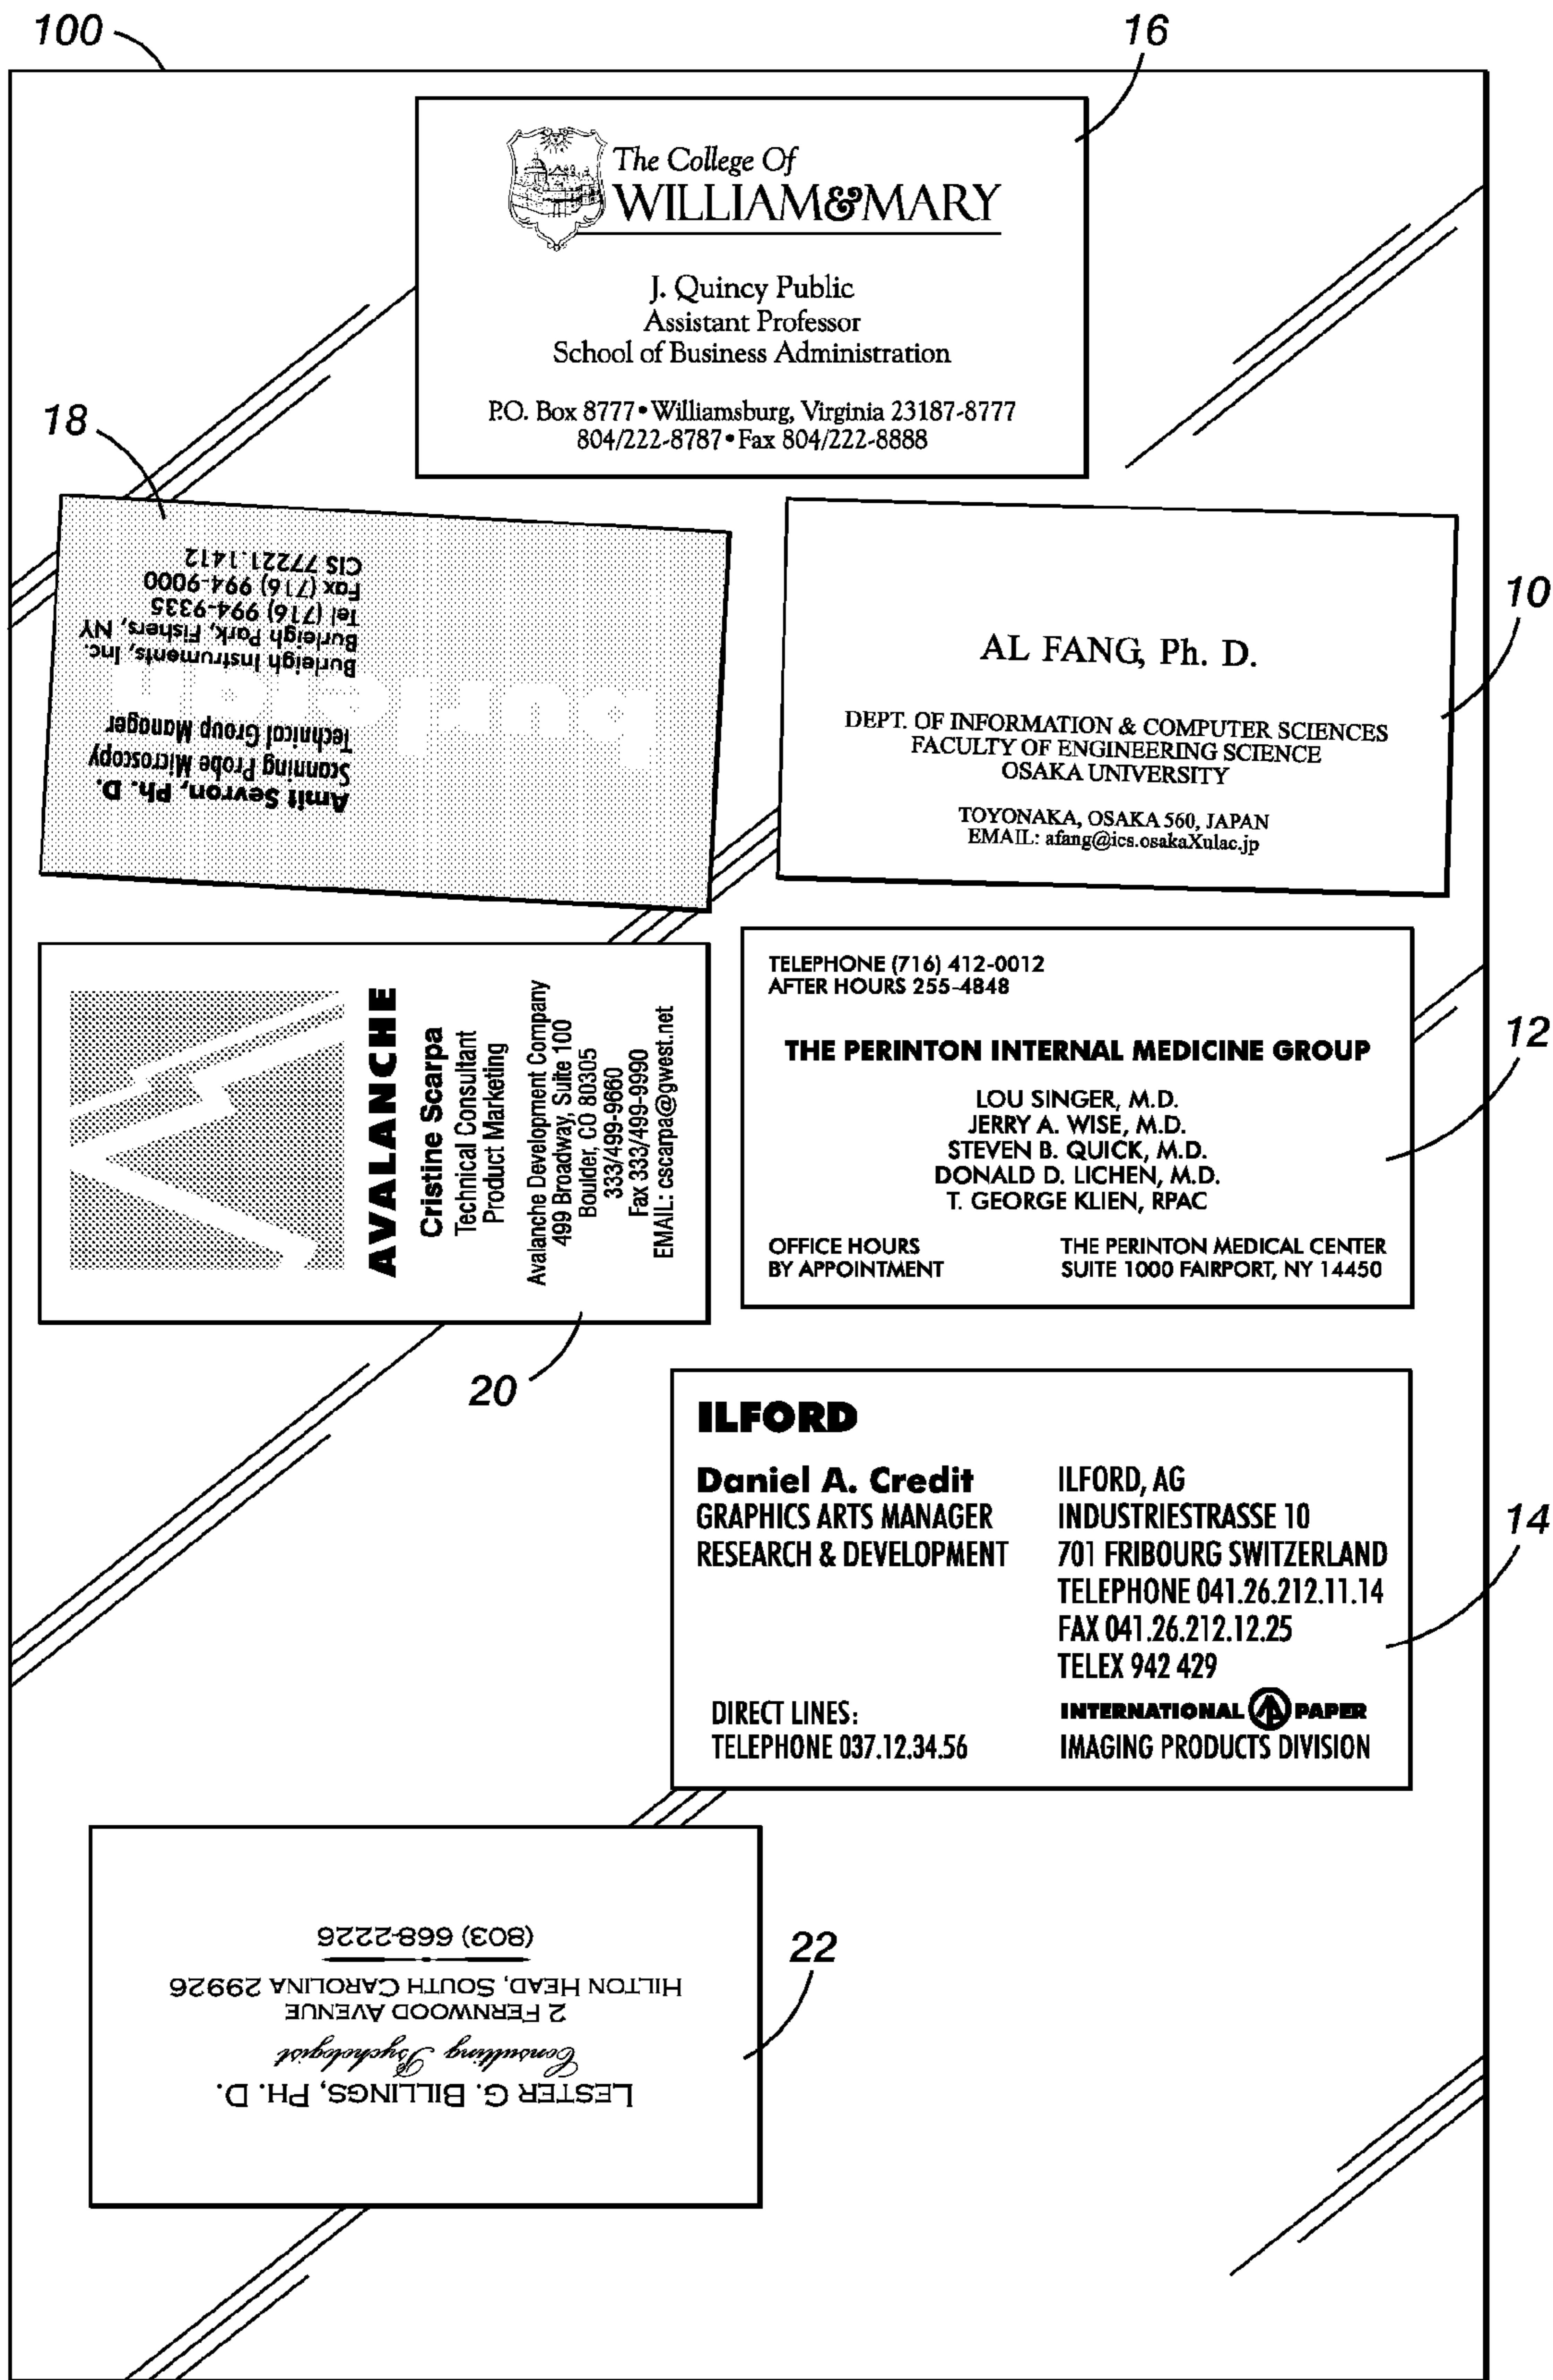 100
16
The College Of
WILLIAM&MARY
J. Quincy Public
Assistant Professor
School of Business Administration
P.O. Box 8777•Williamsburg, Virginia 23187-8777
804/222-8787•Fax 804/222-8888
18
Amit Sevron, Ph. D.
Scanning Probe Microscopy
Technical Group Manager
burleigh
Burleigh Instruments, Inc.
Burleigh Park, Fishers, NY
Tel (716) 994-9335
Fax (716) 994-9000
CIS 77221.1412
10
AL FANG, Ph. D.
DEPT. OF INFORMATION & COMPUTER SCIENCES
FACULTY OF ENGINEERING SCIENCE
OSAKA UNIVERSITY
TOYONAKA, OSAKA 560, JAPAN
EMAIL: afang@ics.osakaXulac.jp
AVALANCHE
Cristine Scarpa
Technical Consultant
Product Marketing
Avalanche Development Company
499 Broadway, Suite 100
Boulder, CO 80305
333/499-9660
Fax 333/499-9990
EMAIL: cscarpa@gwest.net
20
TELEPHONE (716) 412-0012
AFTER HOURS 255-4848
THE PERINTON INTERNAL MEDICINE GROUP
LOU SINGER, M.D.
JERRY A. WISE, M.D.
STEVEN B. QUICK, M.D.
DONALD D. LICHEN, M.D.
T. GEORGE KLIEN, RPAC
OFFICE HOURS
BY APPOINTMENT
THE PERINTON MEDICAL CENTER
SUITE 1000 FAIRPORT, NY 14450
12
ILFORD
Daniel A. Credit
GRAPHICS ARTS MANAGER
RESEARCH & DEVELOPMENT
ILFORD, AG
INDUSTRIESTRASSE 10
701 FRIBOURG SWITZERLAND
TELEPHONE 041.26.212.11.14
FAX 041.26.212.12.25
TELEX 942 429
DIRECT LINES:
TELEPHONE 037.12.34.56
INTERNATIONAL PAPER
IMAGING PRODUCTS DIVISION
14
LESTER G. BILLINGS, PH. D.
Consulting Psychologist
2 FERNWOOD AVENUE
HILTON HEAD, SOUTH CAROLINA 29926
(803) 668-2226
22